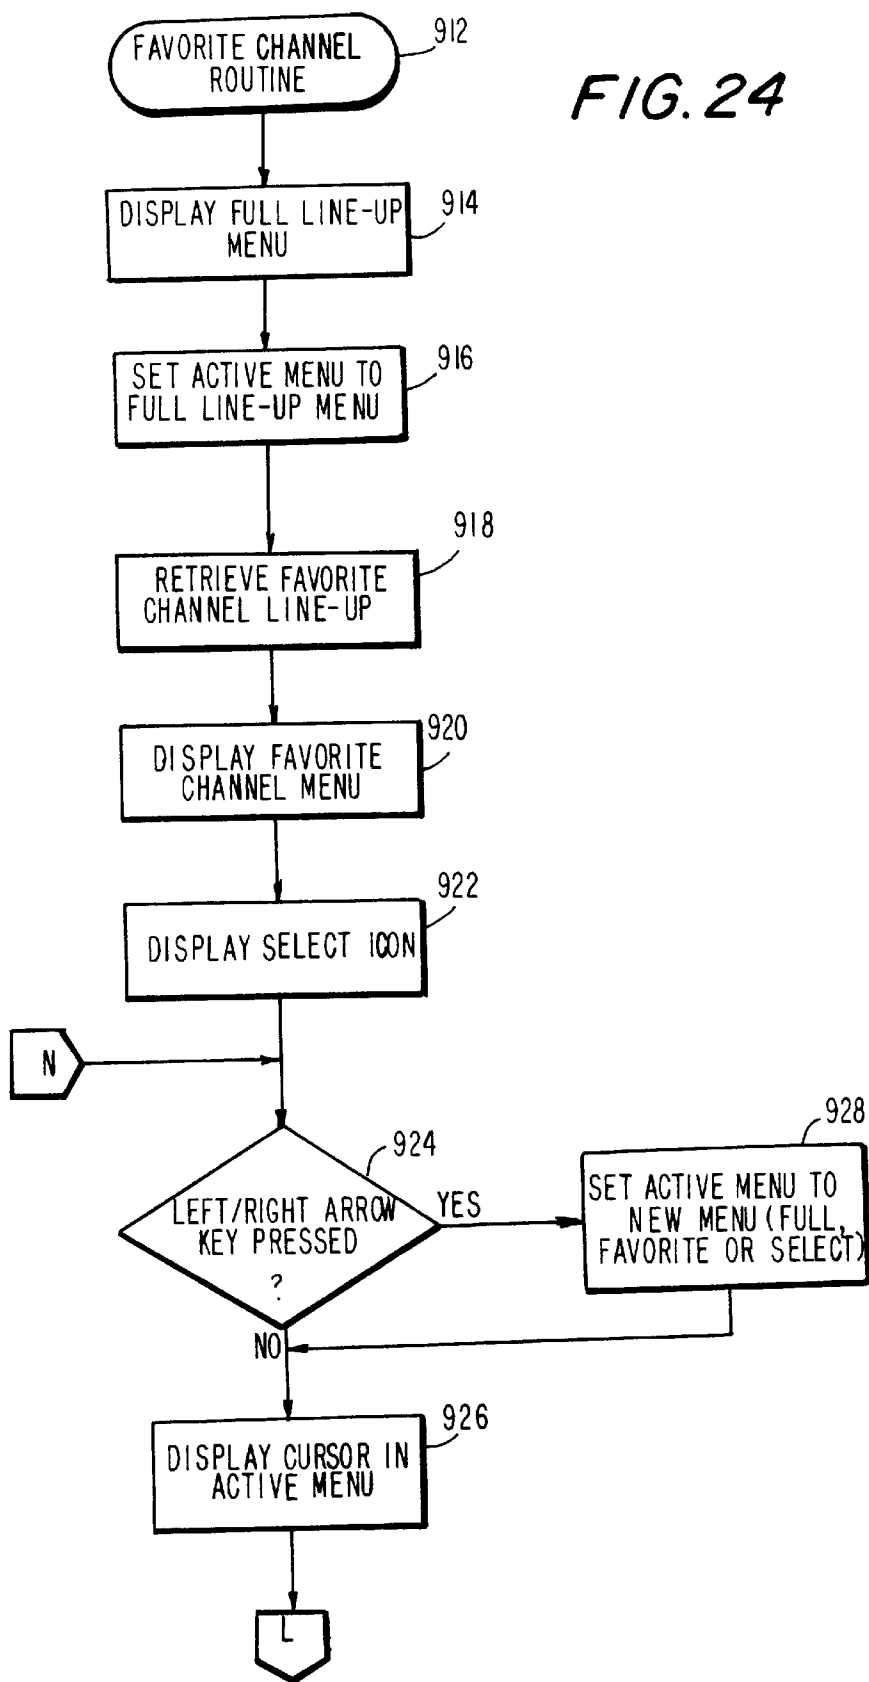 FAVORITE CHANNEL
ROUTINE
912
FIG. 24
DISPLAY FULL LINE-UP
MENU
914
SET ACTIVE MENU TO
FULL LINE-UP MENU
916
RETRIEVE FAVORITE
CHANNEL LINE-UP
918
DISPLAY FAVORITE
CHANNEL MENU
920
DISPLAY SELECT ICON
922
N
LEFT/RIGHT ARROW
KEY PRESSED
?
924
YES
SET ACTIVE MENU TO
NEW MENU (FULL,
FAVORITE OR SELECT)
928
NO
DISPLAY CURSOR IN
ACTIVE MENU
926
L